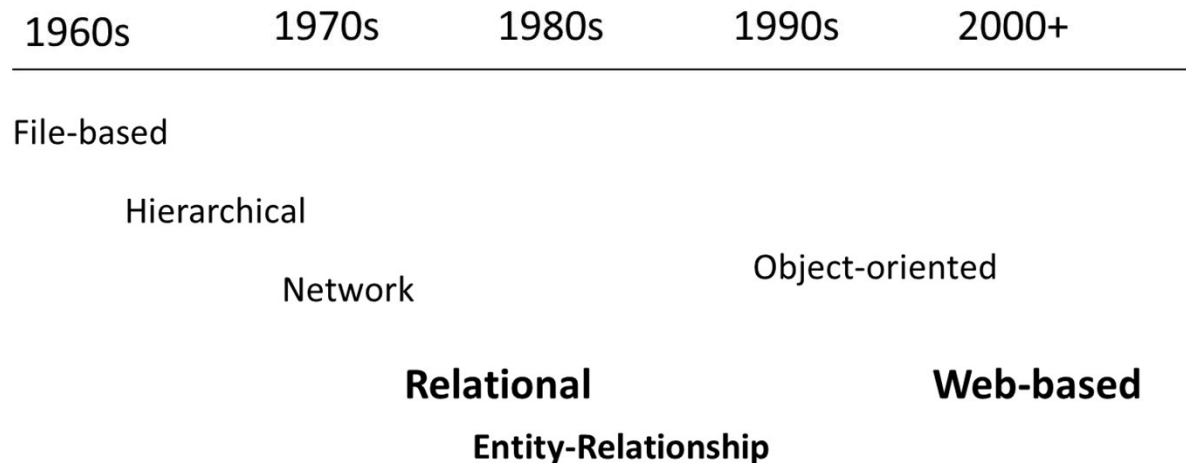 1960s 1970s 1980s 1990s 2000+
File-based
Hierarchical
Object-oriented
Network
Relational Web-based
Entity-Relationship